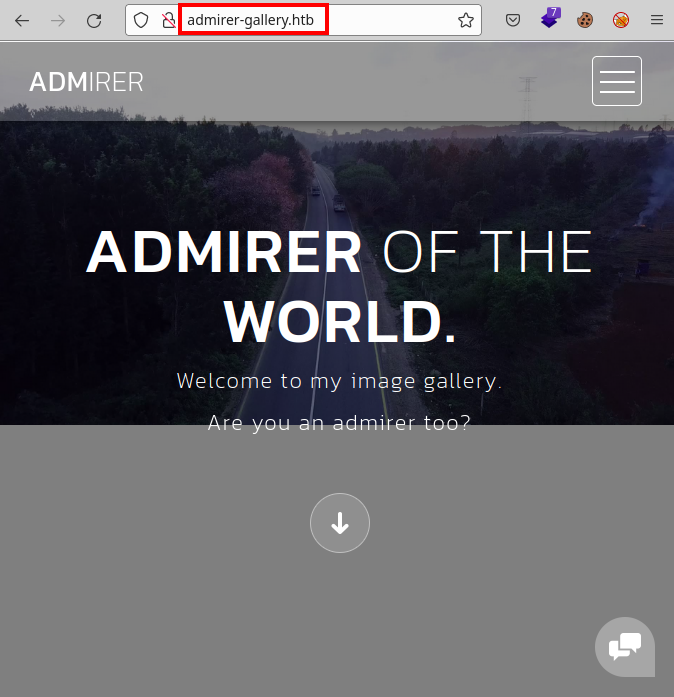 admirer-gallery.htb
7
ADMIRER
ADMIRER OF THE
WORLD.
Welcome to my image gallery.
Are you an admirer too?